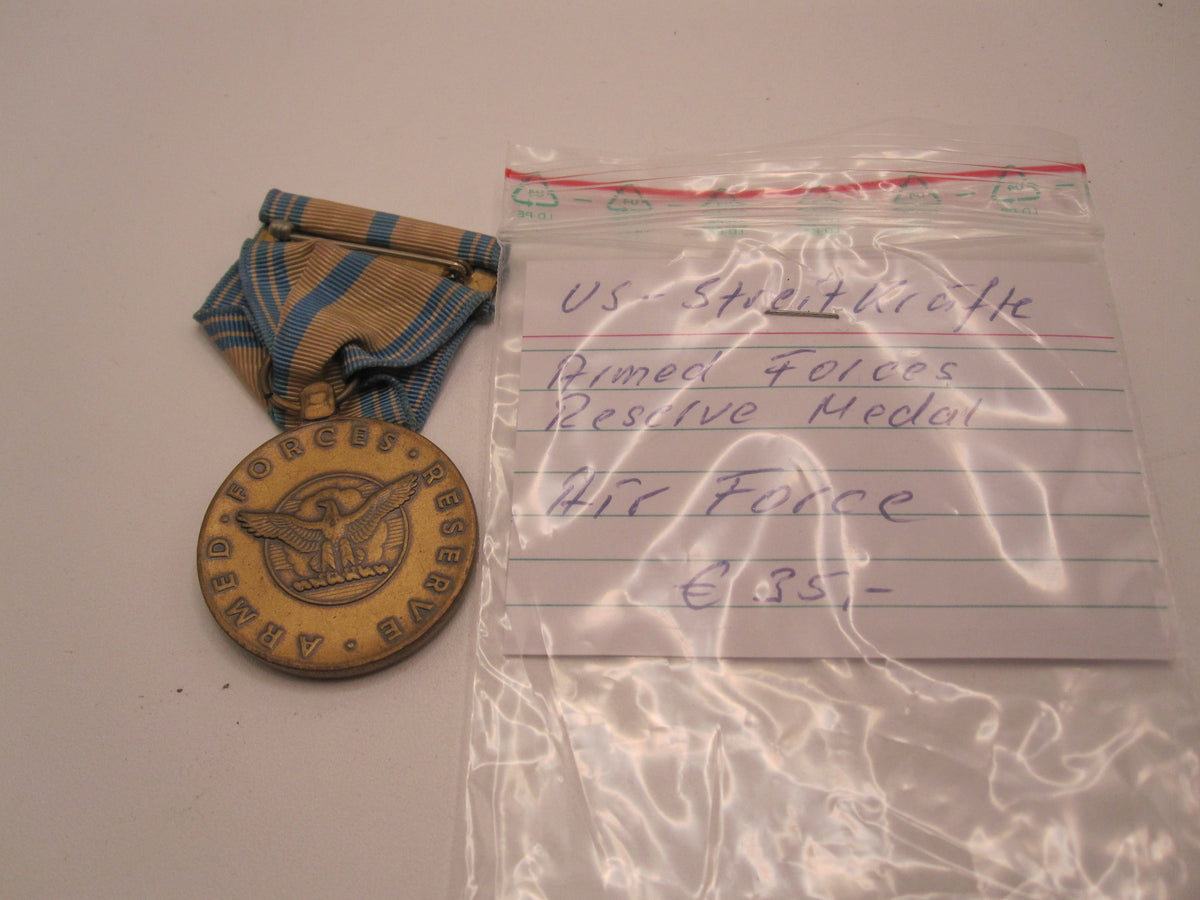 ARMED · FORCES · RESERVE ·
US-Streitkräfte
Armed Forces
Reserve Medal
Air Force
€ 35,-